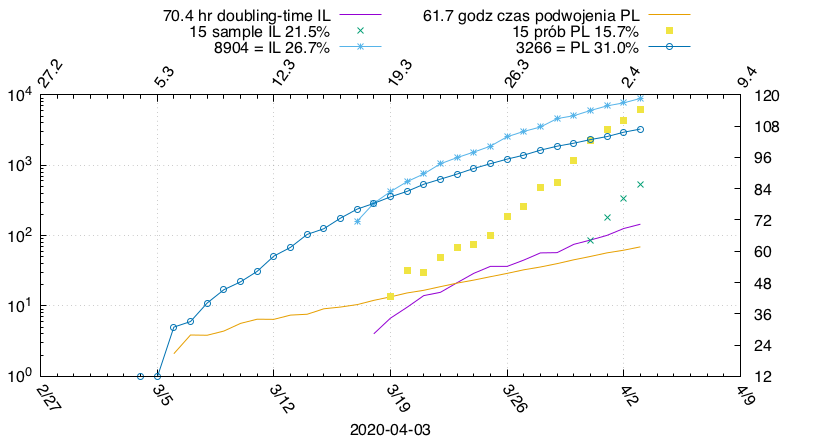 70.4 hr doubling-time IL 61.7 godz czas podwojenia PL
15 sample IL 21.5% 15 prób PL 15.7%
8904 = IL 26.7% 3266 = PL 31.0%
27.2 5.3 12.3 19.3 26.3 2.4 9.4
10^4 120
108
10^3 96
84
10^2 72
60
10^1 48
36
24
10^0 12
2/27 3/5 3/12 3/19 3/26 4/2 4/9
2020-04-03